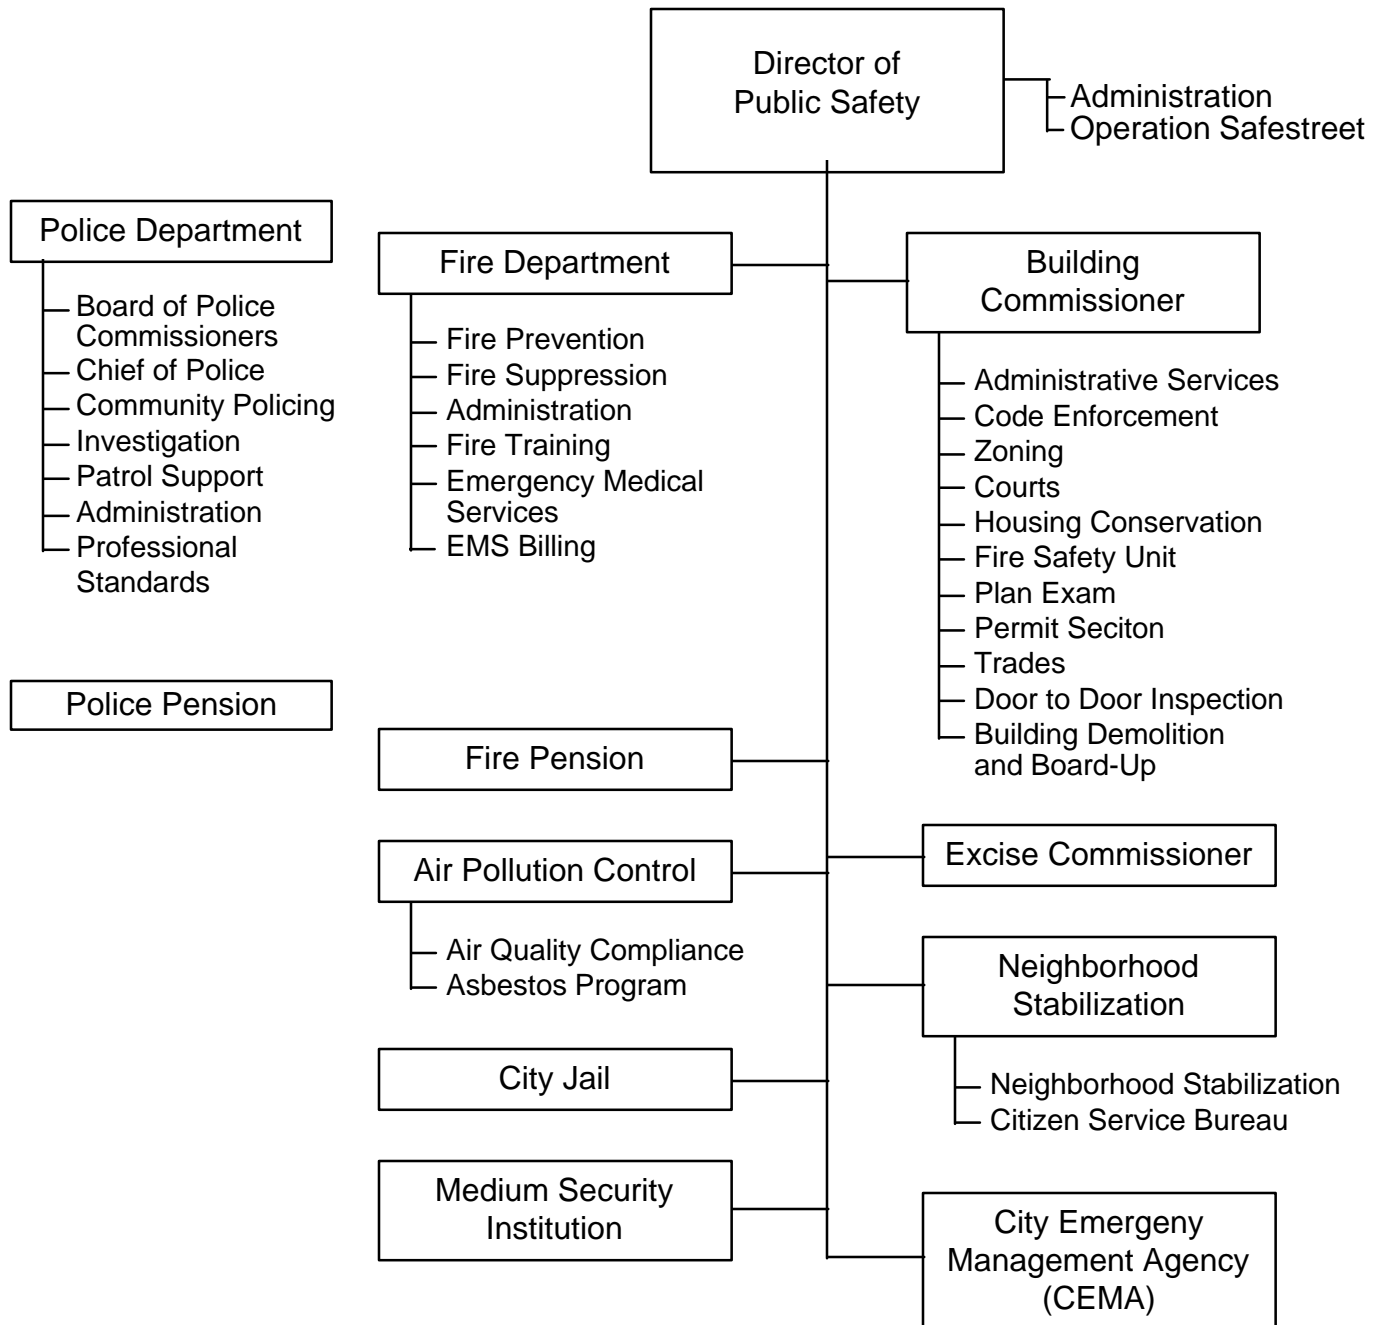 Director of
Public Safety
Administration
Operation Safestreet
Police Department
Board of Police
Commissioners
Chief of Police
Community Policing
Investigation
Patrol Support
Administration
Professional
Standards
Police Pension
Fire Department
Fire Prevention
Fire Suppression
Administration
Fire Training
Emergency Medical
Services
EMS Billing
Fire Pension
Air Pollution Control
Air Quality Compliance
Asbestos Program
City Jail
Medium Security
Institution
Building
Commissioner
Administrative Services
Code Enforcement
Zoning
Courts
Housing Conservation
Fire Safety Unit
Plan Exam
Permit Seciton
Trades
Door to Door Inspection
Building Demolition
and Board-Up
Excise Commissioner
Neighborhood
Stabilization
Neighborhood Stabilization
Citizen Service Bureau
City Emergeny
Management Agency
(CEMA)